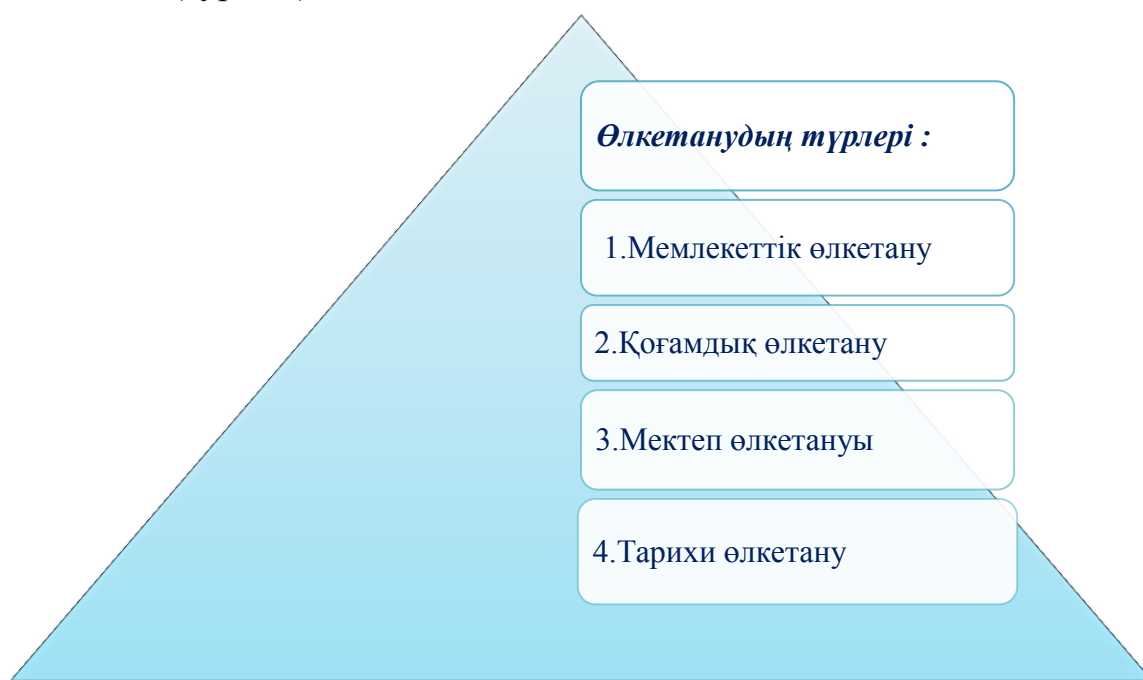 Өлкетанудың түрлері :
1.Мемлекеттік өлкетану
2.Қоғамдық өлкетану
3.Мектеп өлкетануы
4.Тарихи өлкетану